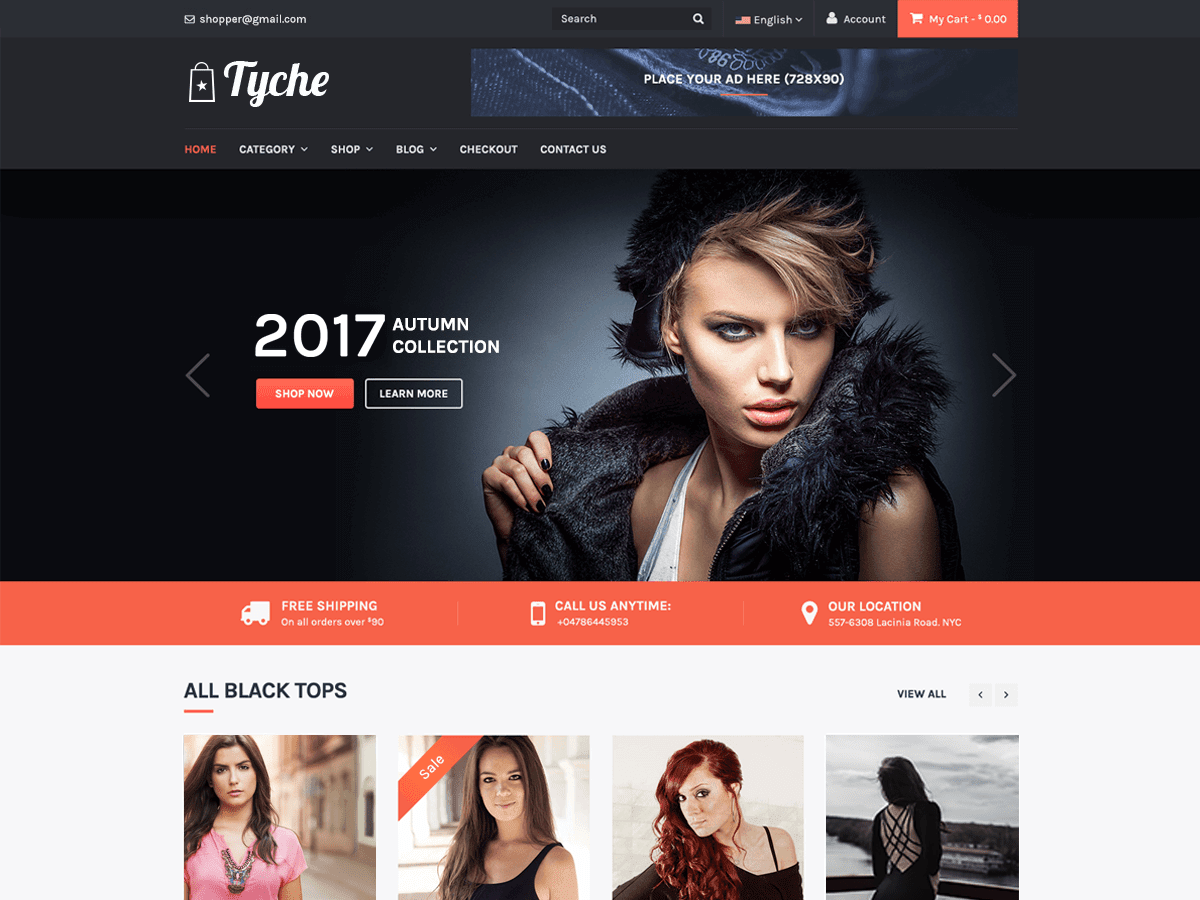 shopper@gmail.com
Search
English
Account
My Cart - $ 0.00
Tyche
PLACE YOUR AD HERE (728X90)
HOME
CATEGORY
SHOP
BLOG
CHECKOUT
CONTACT US
2017
AUTUMN
COLLECTION
SHOP NOW
LEARN MORE
FREE SHIPPING
On all orders over $90
CALL US ANYTIME:
+04786445953
OUR LOCATION
557-6308 Lacinia Road. NYC
ALL BLACK TOPS
VIEW ALL
Sale